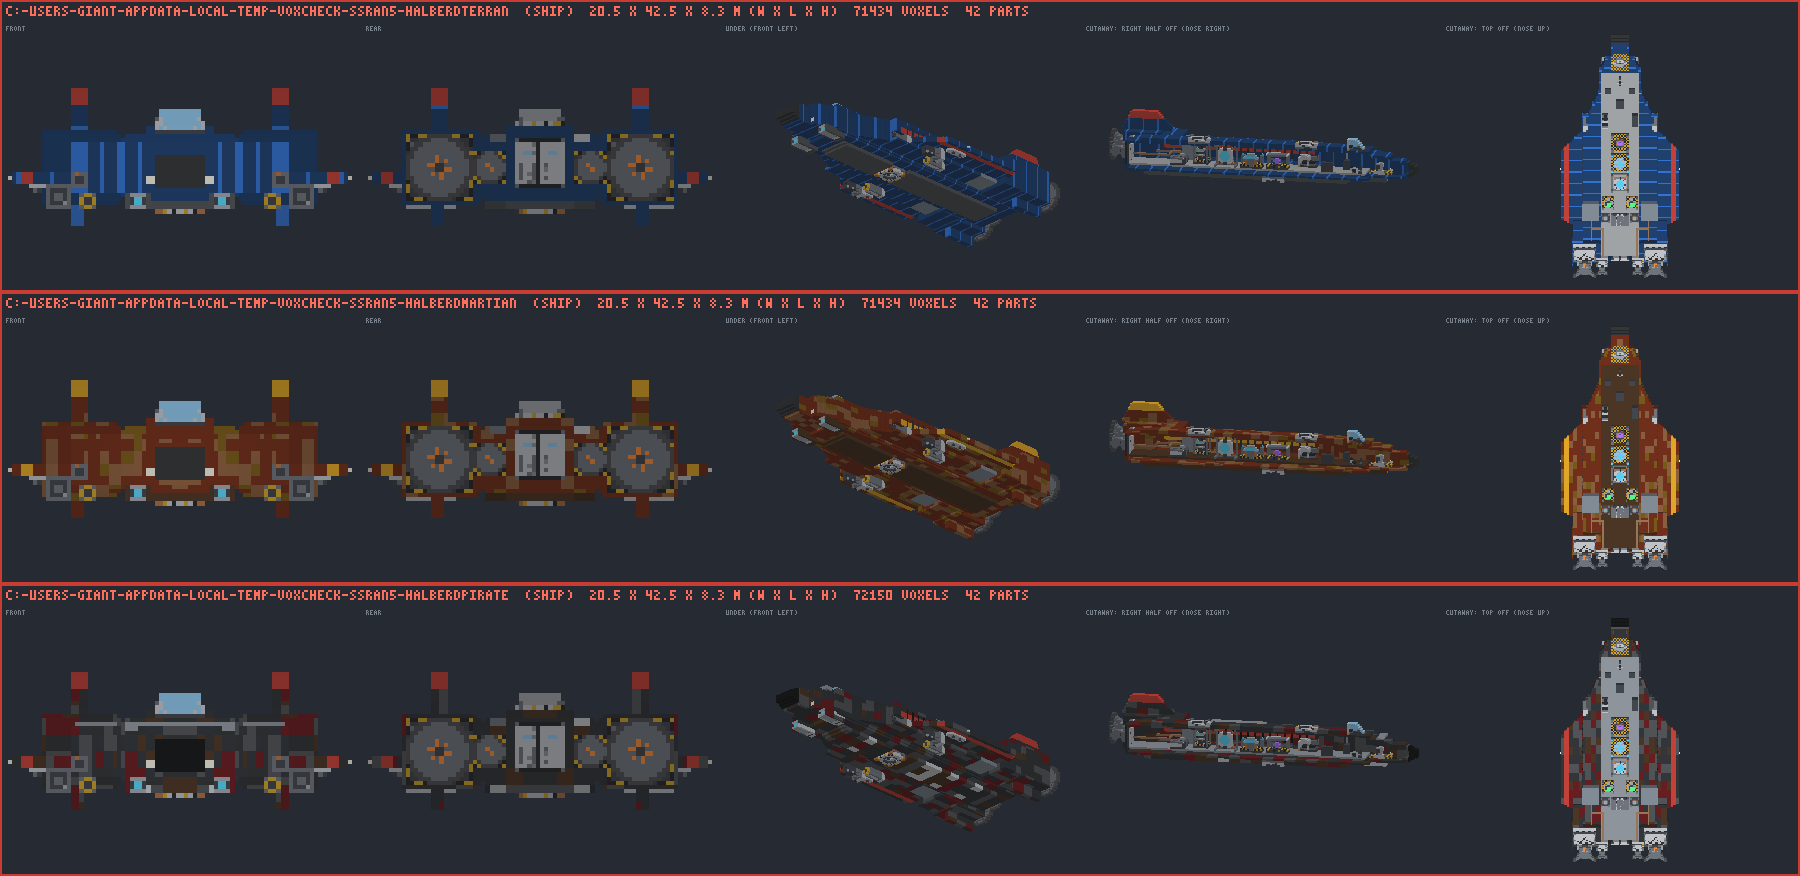 C:-USERS-GIANT-APPDATA-LOCAL-TEMP-VOXCHECK-SSRAN5-HALBERDTERRAN (SHIP) 20.5 X 42.5 X 8.3 M (W X L X H) 71434 VOXELS 42 PARTS
FRONT REAR UNDER (FRONT LEFT) CUTAWAY: RIGHT HALF OFF (NOSE RIGHT) CUTAWAY: TOP OFF (NOSE UP)
C:-USERS-GIANT-APPDATA-LOCAL-TEMP-VOXCHECK-SSRAN5-HALBERDMARTIAN (SHIP) 20.5 X 42.5 X 8.3 M (W X L X H) 71434 VOXELS 42 PARTS
FRONT REAR UNDER (FRONT LEFT) CUTAWAY: RIGHT HALF OFF (NOSE RIGHT) CUTAWAY: TOP OFF (NOSE UP)
C:-USERS-GIANT-APPDATA-LOCAL-TEMP-VOXCHECK-SSRAN5-HALBERDPIRATE (SHIP) 20.5 X 42.5 X 8.3 M (W X L X H) 72150 VOXELS 42 PARTS
FRONT REAR UNDER (FRONT LEFT) CUTAWAY: RIGHT HALF OFF (NOSE RIGHT) CUTAWAY: TOP OFF (NOSE UP)